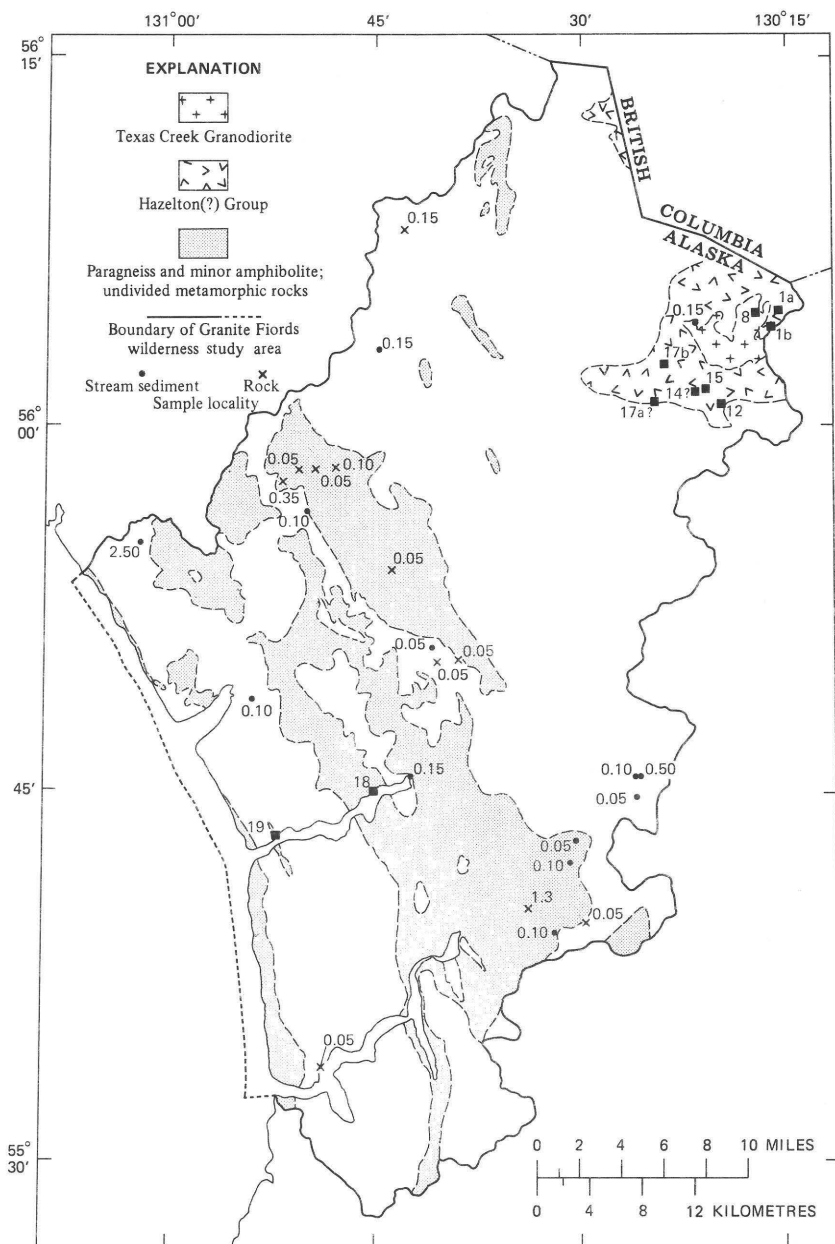 131° 00'
45'
30'
130° 15'
56°
15'
EXPLANATION
Texas Creek Granodiorite
Hazelton(?) Group
Paragneiss and minor amphibolite;
undivided metamorphic rocks
Boundary of Granite Fiords
wilderness study area
Stream sediment
Rock
Sample locality
BRITISH
COLUMBIA
ALASKA
0.15
0.15
0.15
8
1a
1b
17b
15
14?
17a?
12
56°
00'
0.05
0.10
0.05
0.35
0.10
2.50
0.05
0.05
0.05
0.05
0.10
0.15
18
19
0.10
0.50
0.05
45'
0.05
0.10
1.3
0.05
0.10
0.05
55°
30'
0 2 4 6 8 10 MILES
0 4 8 12 KILOMETRES